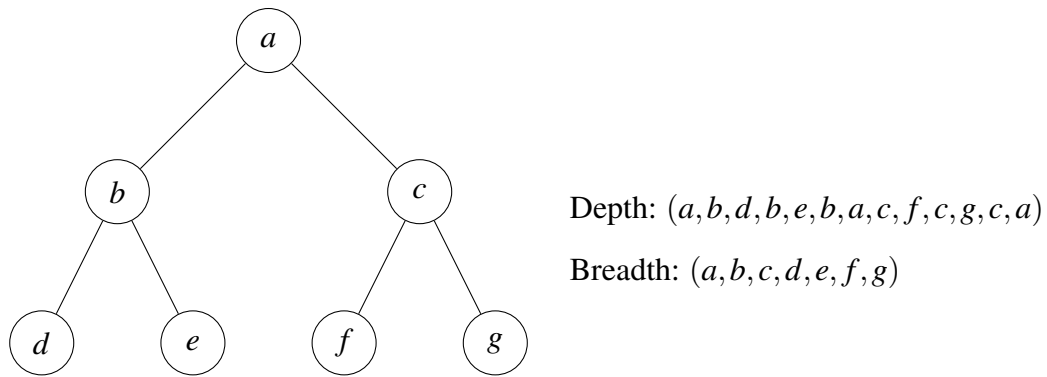 a
b
c
d
e
f
g
Depth: (a,b,d,b,e,b,a,c,f,c,g,c,a)
Breadth: (a,b,c,d,e,f,g)